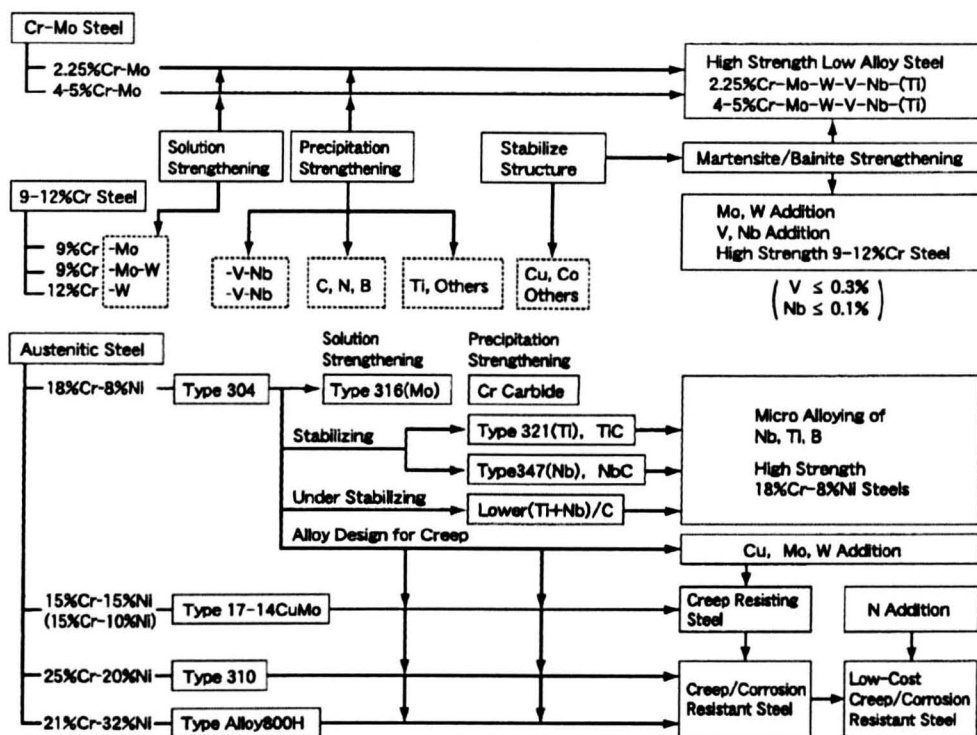 Cr-Mo Steel
2.25%Cr-Mo
4-5%Cr-Mo
High Strength Low Alloy Steel
2.25%Cr-Mo-W-V-Nb-(Ti)
4-5%Cr-Mo-W-V-Nb-(Ti)
Solution
Strengthening
Precipitation
Strengthening
Stabilize
Structure
Martensite/Bainite Strengthening
9-12%Cr Steel
9%Cr -Mo
9%Cr -Mo-W
12%Cr -W
-V-Nb
-V-Nb
C, N, B
Ti, Others
Cu, Co
Others
Mo, W Addition
V, Nb Addition
High Strength 9-12%Cr Steel
( V ≤ 0.3%
Nb ≤ 0.1% )
Austenitic Steel
Solution
Strengthening
Precipitation
Strengthening
18%Cr-8%Ni
Type 304
Type 316(Mo)
Cr Carbide
Stabilizing
Type 321(Ti), TiC
Type347(Nb), NbC
Under Stabilizing
Lower(Ti+Nb)/C
Micro Alloying of
Nb, Ti, B
High Strength
18%Cr-8%Ni Steels
Alloy Design for Creep
Cu, Mo, W Addition
15%Cr-15%Ni
(15%Cr-10%Ni)
Type 17-14CuMo
Creep Resisting
Steel
N Addition
25%Cr-20%Ni
Type 310
Creep/Corrosion
Resistant Steel
Low-Cost
Creep/Corrosion
Resistant Steel
21%Cr-32%Ni
Type Alloy800H